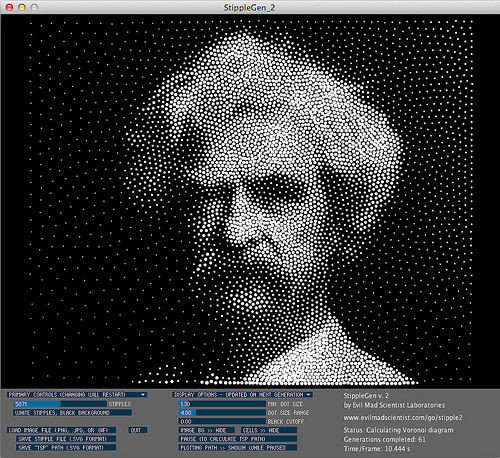 StippleGen_2
PRIMARY CONTROLS (CHANGING WILL RESTART)
5071 STIPPLES
WHITE STIPPLES, BLACK BACKGROUND
LOAD IMAGE FILE (.PNG, .JPG, OR .GIF) QUIT
SAVE STIPPLE FILE (.SVG FORMAT)
SAVE "TSP" PATH (.SVG FORMAT)
DISPLAY OPTIONS - UPDATED ON NEXT GENERATION
1.30 MIN. DOT SIZE
4.00 DOT SIZE RANGE
0.00 BLACK CUTOFF
IMAGE BG >> HIDE CELLS >> HIDE
PAUSE (TO CALCULATE TSP PATH)
PLOTTING PATH >> SHOWN WHILE PAUSED
StippleGen v. 2
by Evil Mad Scientist Laboratories
www.evilmadscientist.com/go/stipple2
Status: Calculating Voronoi diagram
Generations completed: 61
Time/Frame: 10.444 s